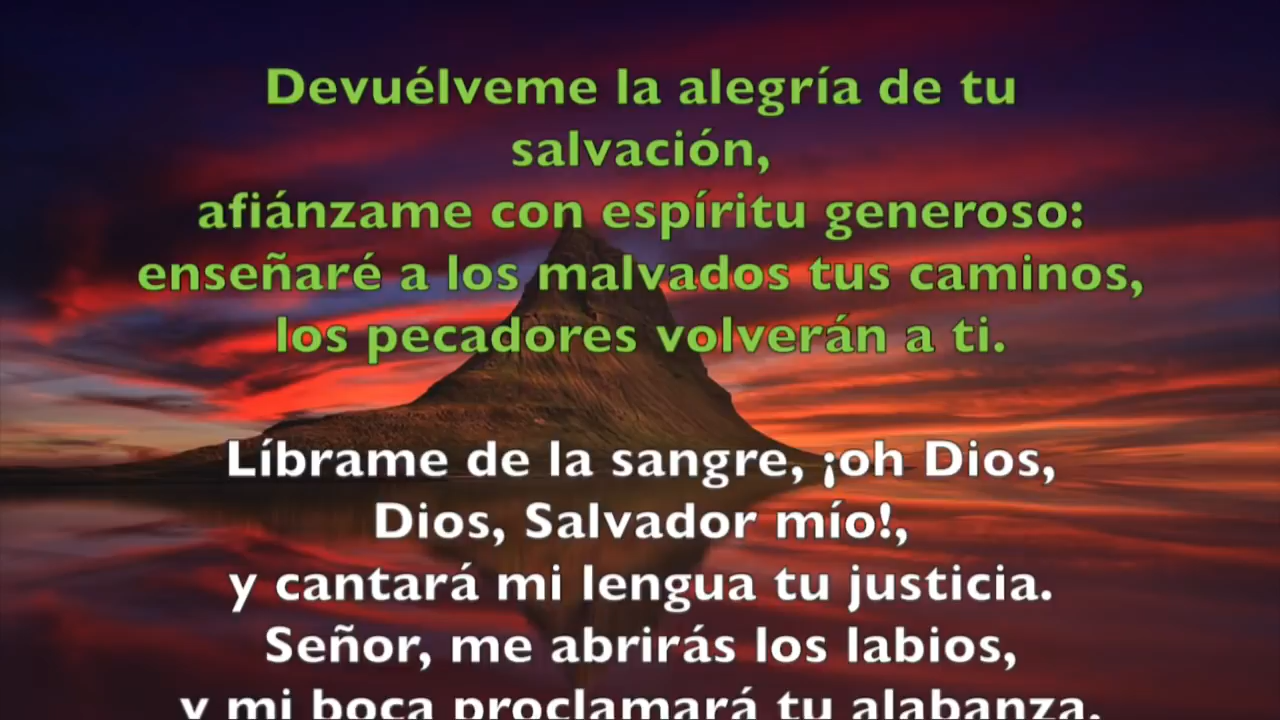 Devuélveme la alegría de tu
salvación,
afiánzame con espíritu generoso:
enseñaré a los malvados tus caminos,
los pecadores volverán a ti.
Líbrame de la sangre, ¡oh Dios,
Dios, Salvador mío!,
y cantará mi lengua tu justicia.
Señor, me abrirás los labios,
y mi boca proclamará tu alabanza.